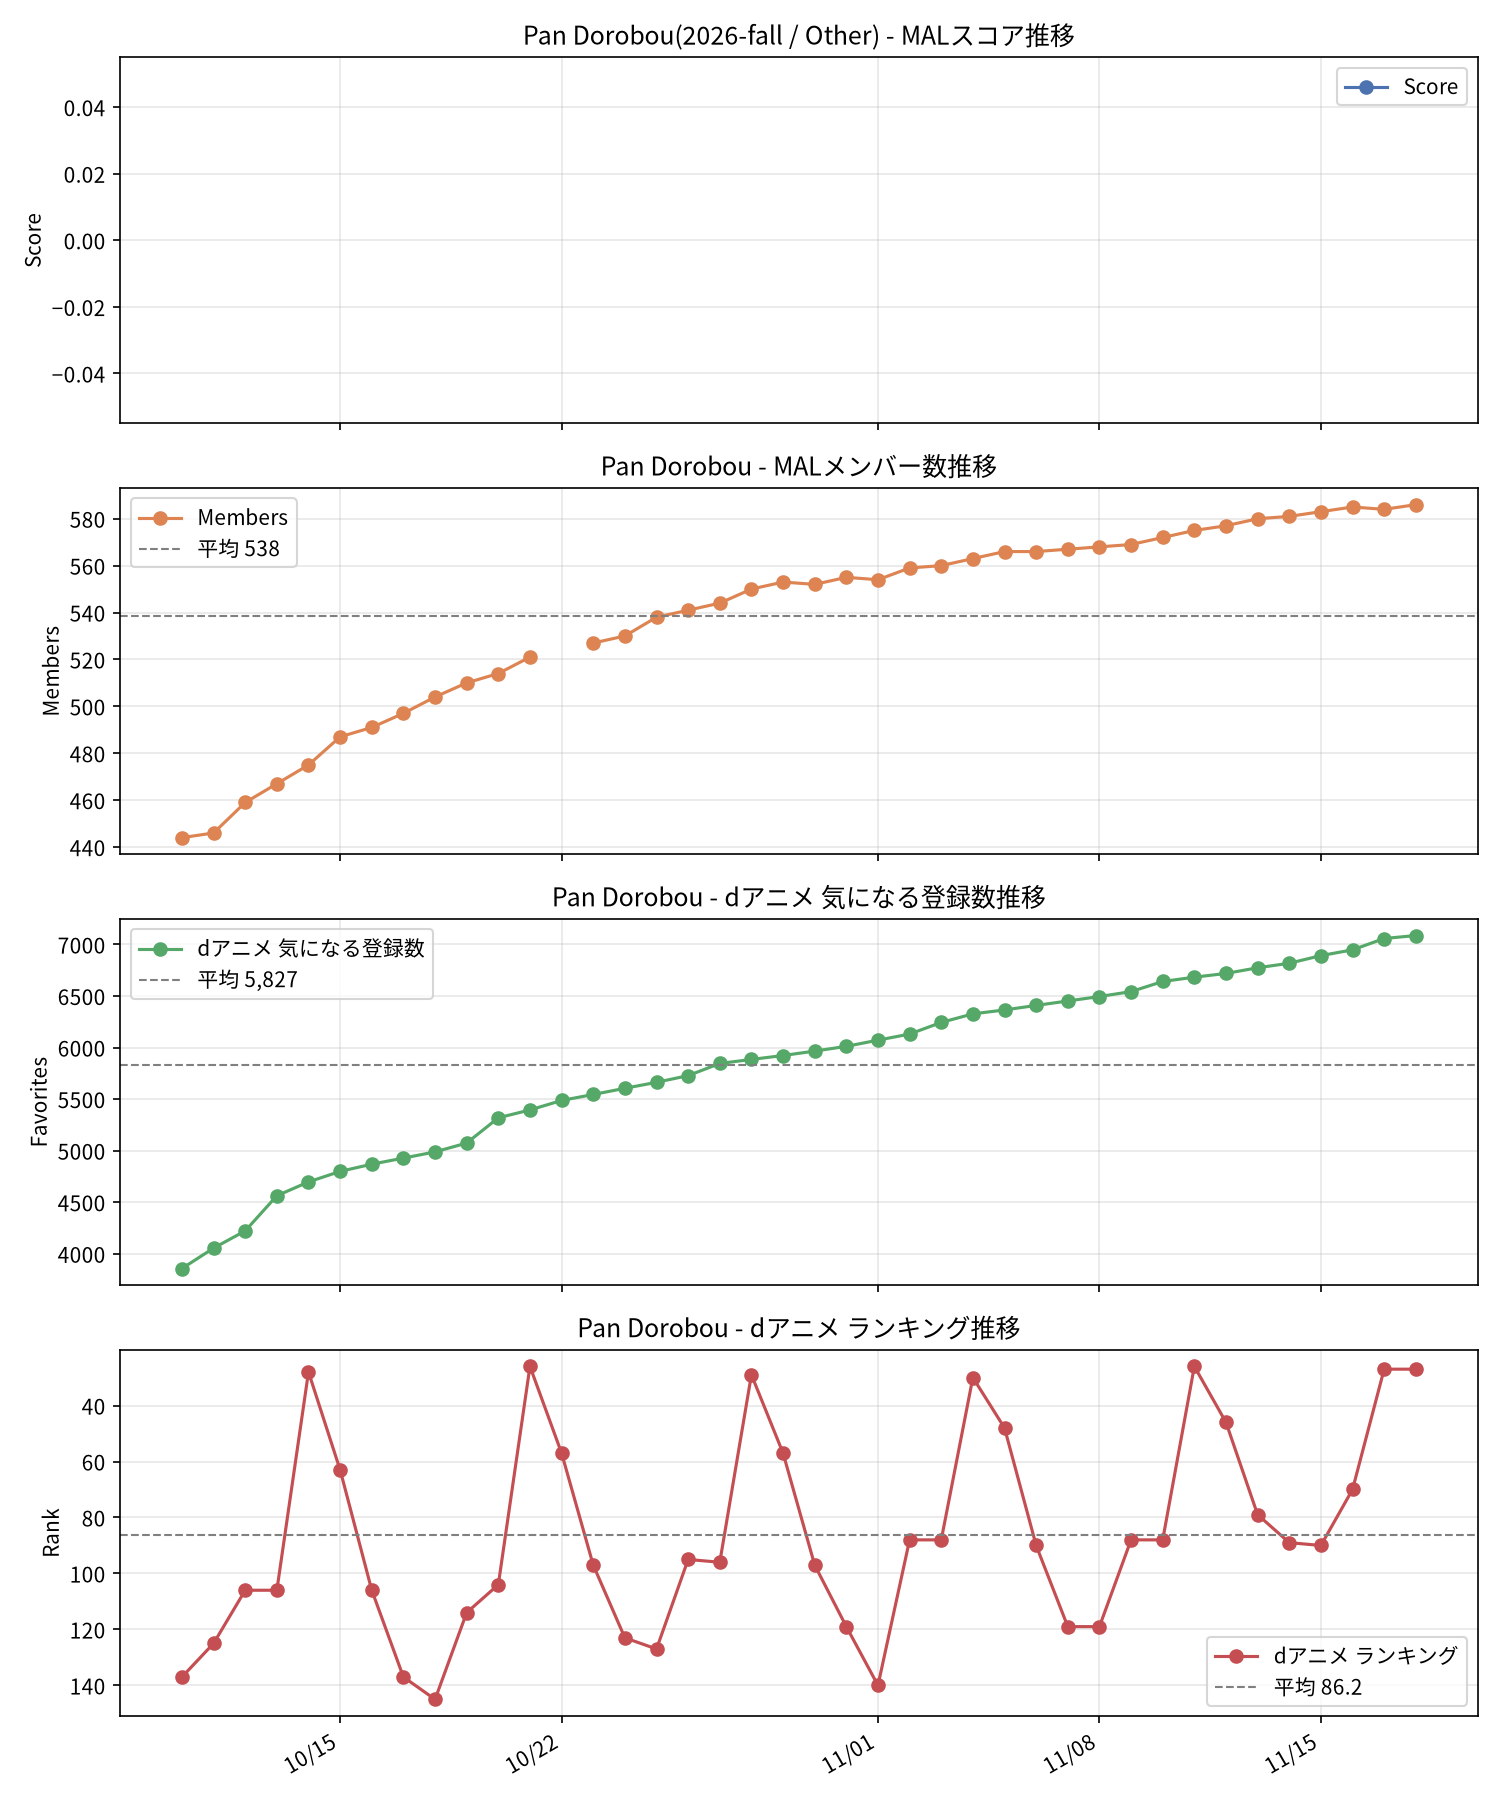 Pan Dorobou(2026-fall / Other) - MALスコア推移
Score
0.04
0.02
0.00
−0.02
−0.04
Score
Pan Dorobou - MALメンバー数推移
Members
平均 538
580
560
540
520
500
480
460
440
Members
Pan Dorobou - dアニメ 気になる登録数推移
dアニメ 気になる登録数
平均 5,827
7000
6500
6000
5500
5000
4500
4000
Favorites
Pan Dorobou - dアニメ ランキング推移
40
60
80
100
120
140
Rank
dアニメ ランキング
平均 86.2
10/15
10/22
11/01
11/08
11/15